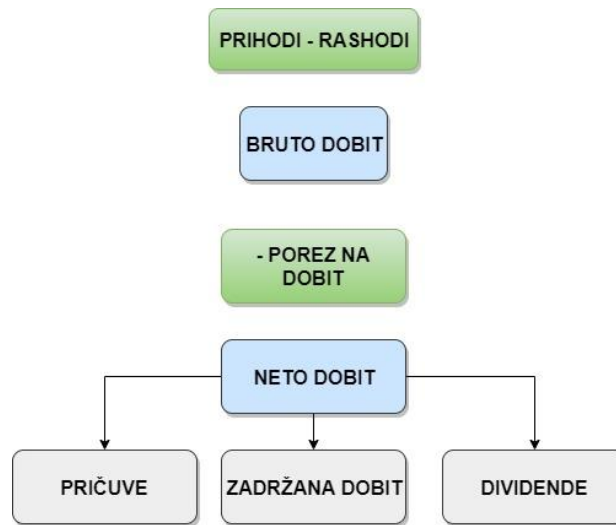 PRIHODI - RASHODI
BRUTO DOBIT
- POREZ NA
DOBIT
NETO DOBIT
PRIČUVE
ZADRŽANA DOBIT
DIVIDENDE